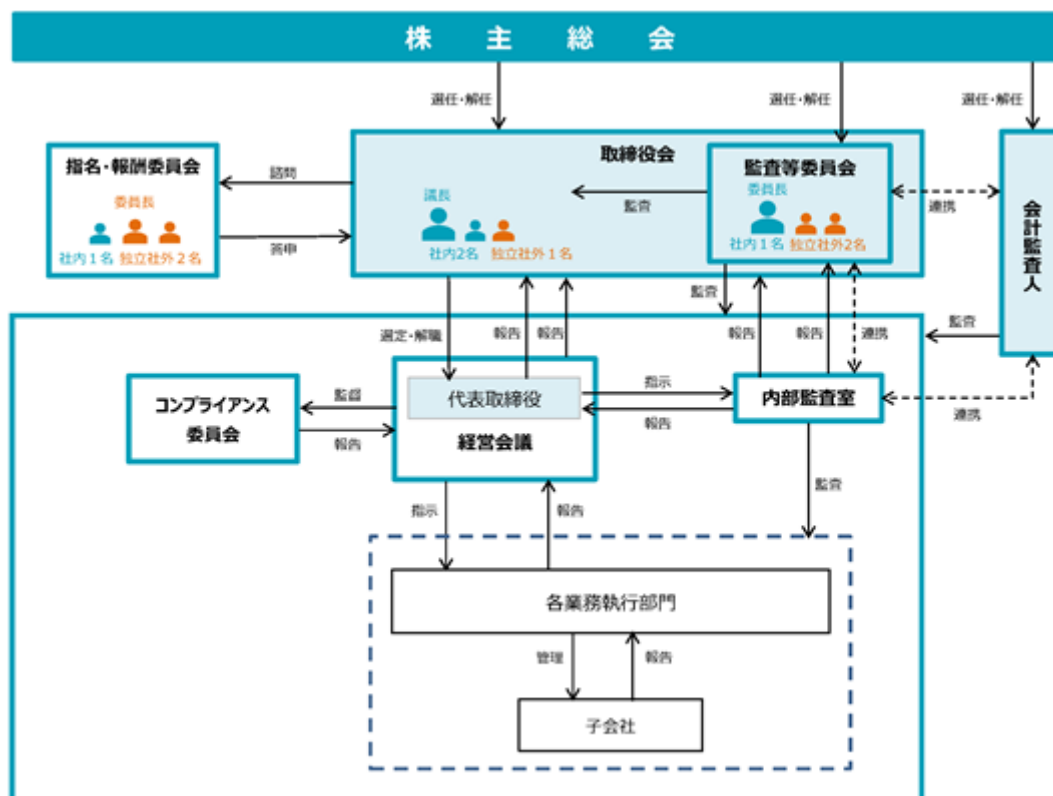 株主総会
選任・解任
選任・解任
選任・解任
指名・報酬委員会
委員長
社内1名 独立社外2名
諮問
答申
取締役会
議長
社内2名 独立社外1名
監査
監査等委員会
委員長
社内1名 独立社外2名
連携
会計監査人
選定・解職
報告
報告
監査
報告
報告
連携
監査
コンプライアンス
委員会
監督
報告
代表取締役
経営会議
指示
報告
内部監査室
連携
指示
報告
監査
各業務執行部門
管理
報告
子会社